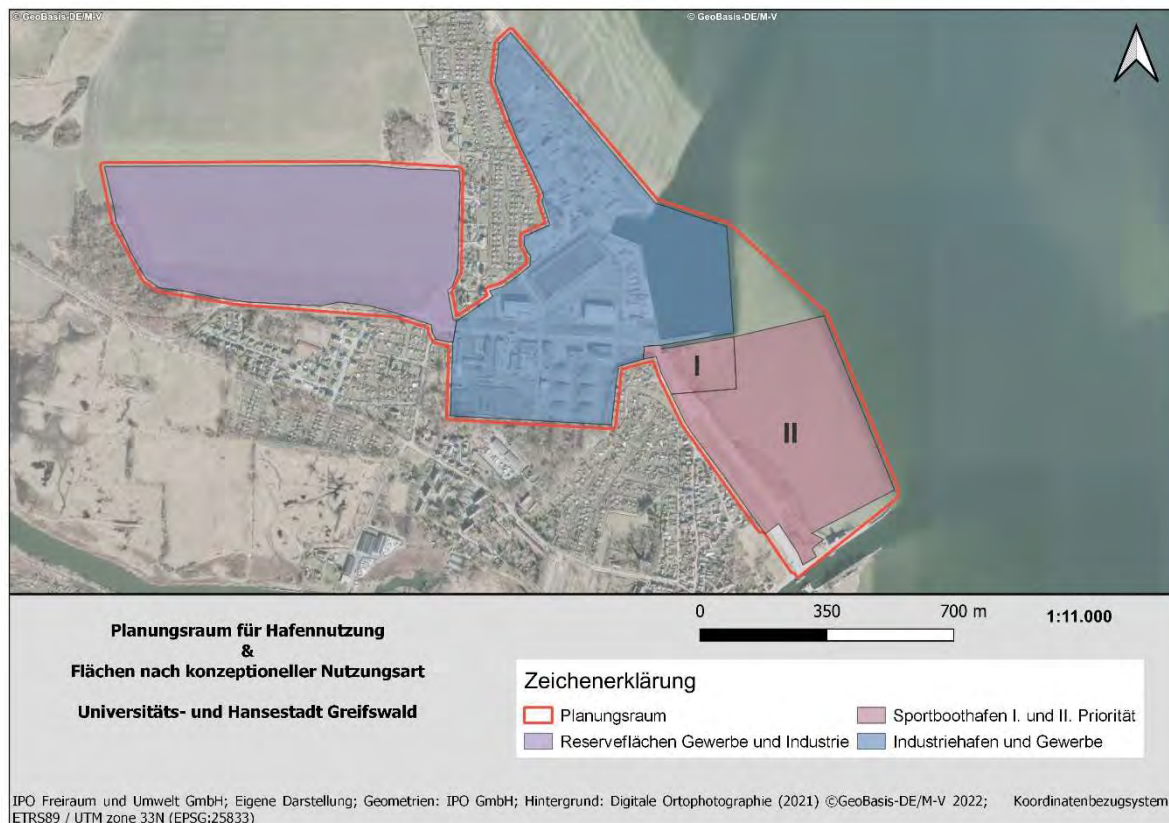 © GeoBasis-DE/M-V
© GeoBasis-DE/M-V
I
II
Planungsraum für Hafennutzung
&
Flächen nach konzeptioneller Nutzungsart
Universitäts- und Hansestadt Greifswald
0 350 700 m
1:11.000
Zeichenerklärung
Planungsraum
Sportboothafen I. und II. Priorität
Reserveflächen Gewerbe und Industrie
Industriehafen und Gewerbe
IPO Freiraum und Umwelt GmbH; Eigene Darstellung; Geometrien: IPO GmbH; Hintergrund: Digitale Ortophotographie (2021) ©GeoBasis-DE/M-V 2022; Koordinatenbezugsystem
ETRS89 / UTM zone 33N (EPSG:25833)